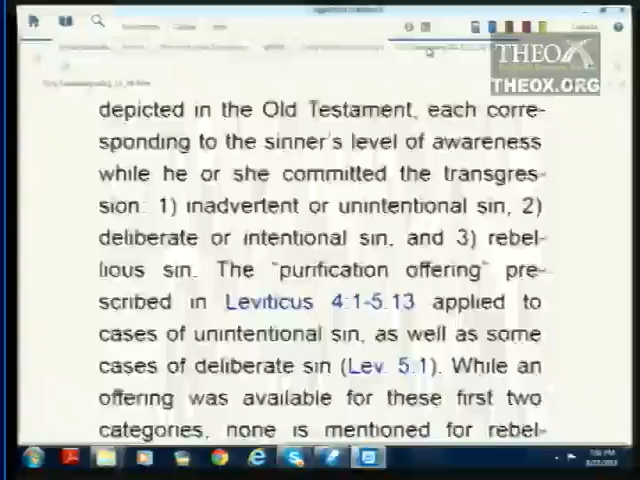 THEOX
THEOX.ORG
depicted in the Old Testament, each corre-
sponding to the sinner's level of awareness
while he or she committed the transgres-
sion: 1) inadvertent or unintentional sin, 2)
deliberate or intentional sin, and 3) rebel-
lious sin. The "purification offering" pre-
scribed in Leviticus 4:1-5.13 applied to
cases of unintentional sin, as well as some
cases of deliberate sin (Lev. 5:1). While an
offering was available for these first two
categories, none is mentioned for rebel-